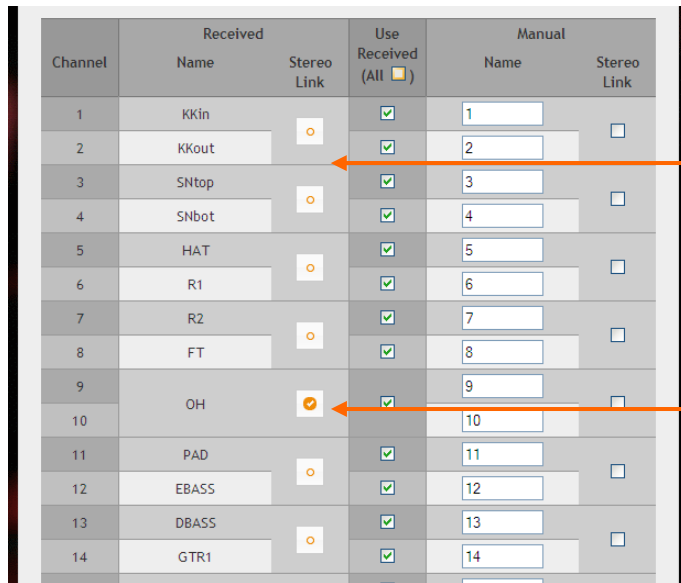 Received Use Manual
Channel Name Stereo Link Received (All ) Name Stereo Link
1 KKin 1
2 KKout 2
3 SNtop 3
4 SNbot 4
5 HAT 5
6 R1 6
7 R2 7
8 FT 8
9 OH 9
10 10
11 PAD 11
12 EBASS 12
13 DBASS 13
14 GTR1 14